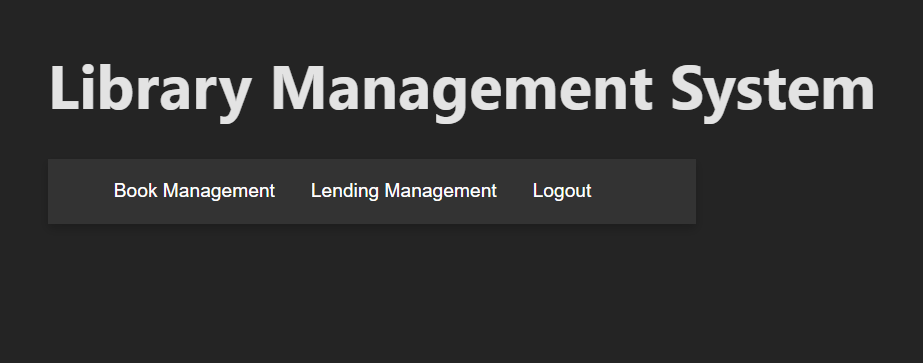 Library Management System
Book Management Lending Management Logout